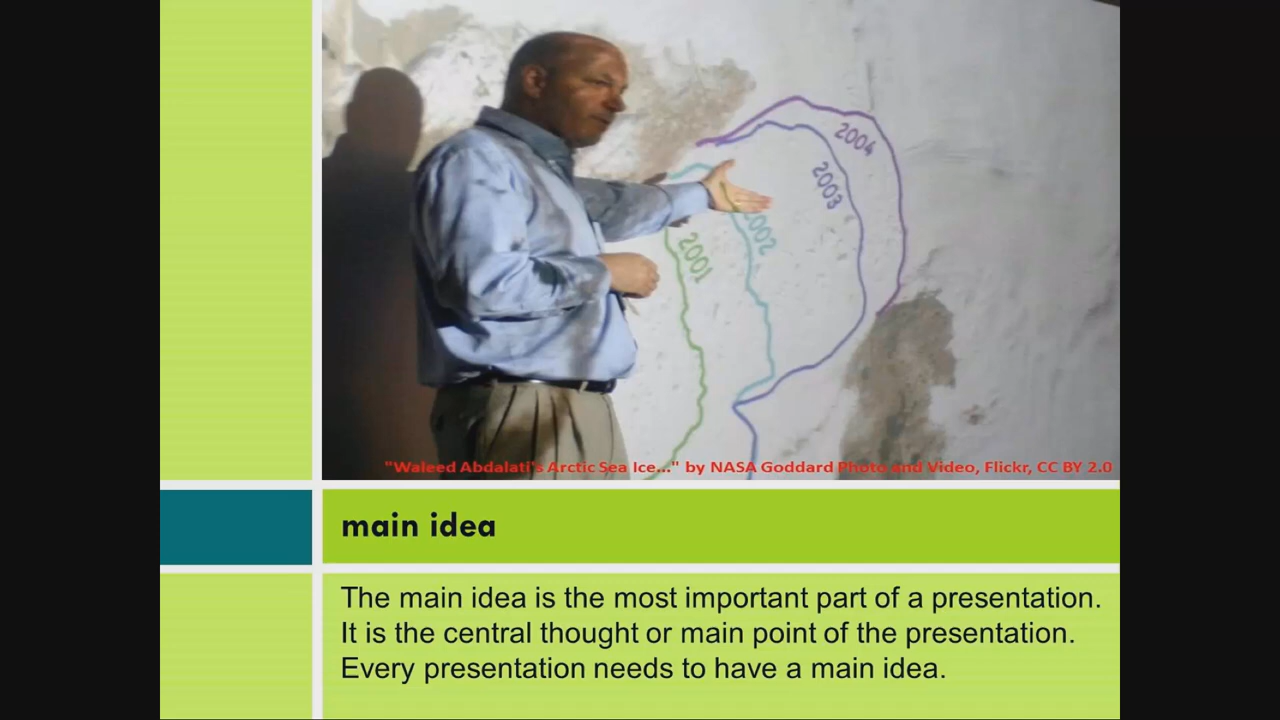 2004
2003
2002
2001
"Waleed Abdalati's Arctic Sea Ice..." by NASA Goddard Photo and Video, Flickr, CC BY 2.0
main idea
The main idea is the most important part of a presentation.
It is the central thought or main point of the presentation.
Every presentation needs to have a main idea.